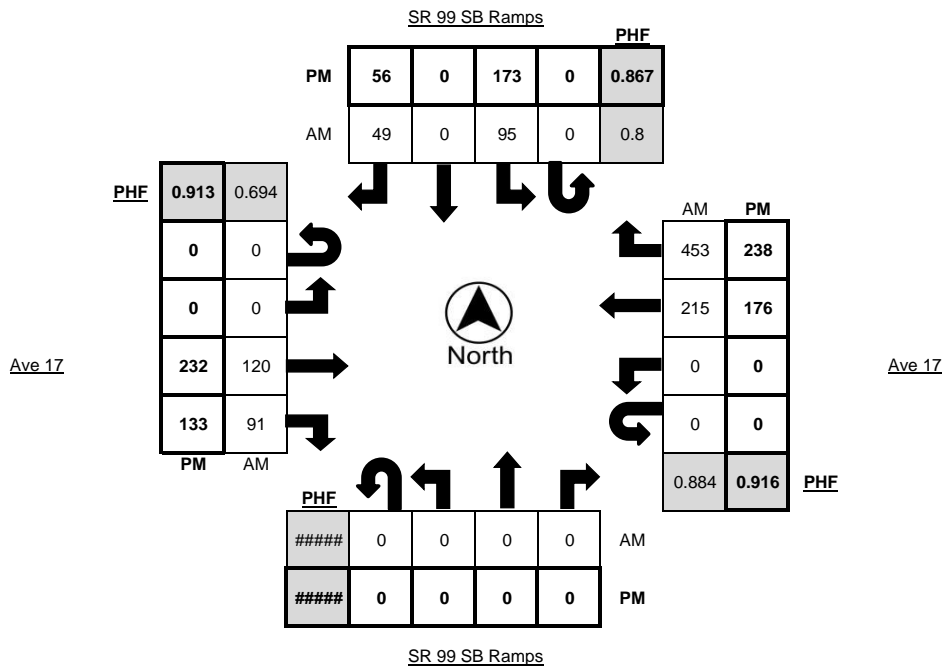 SR 99 SB Ramps
PHF
PM 56 0 173 0 0.867
AM 49 0 95 0 0.8
PHF 0.913 0.694
AM PM
0 0
453 238
0 0
215 176
North
Ave 17
232 120
0 0
Ave 17
133 91
0 0
PM AM
0.884 0.916 PHF
PHF
##### 0 0 0 0 AM
##### 0 0 0 0 PM
SR 99 SB Ramps